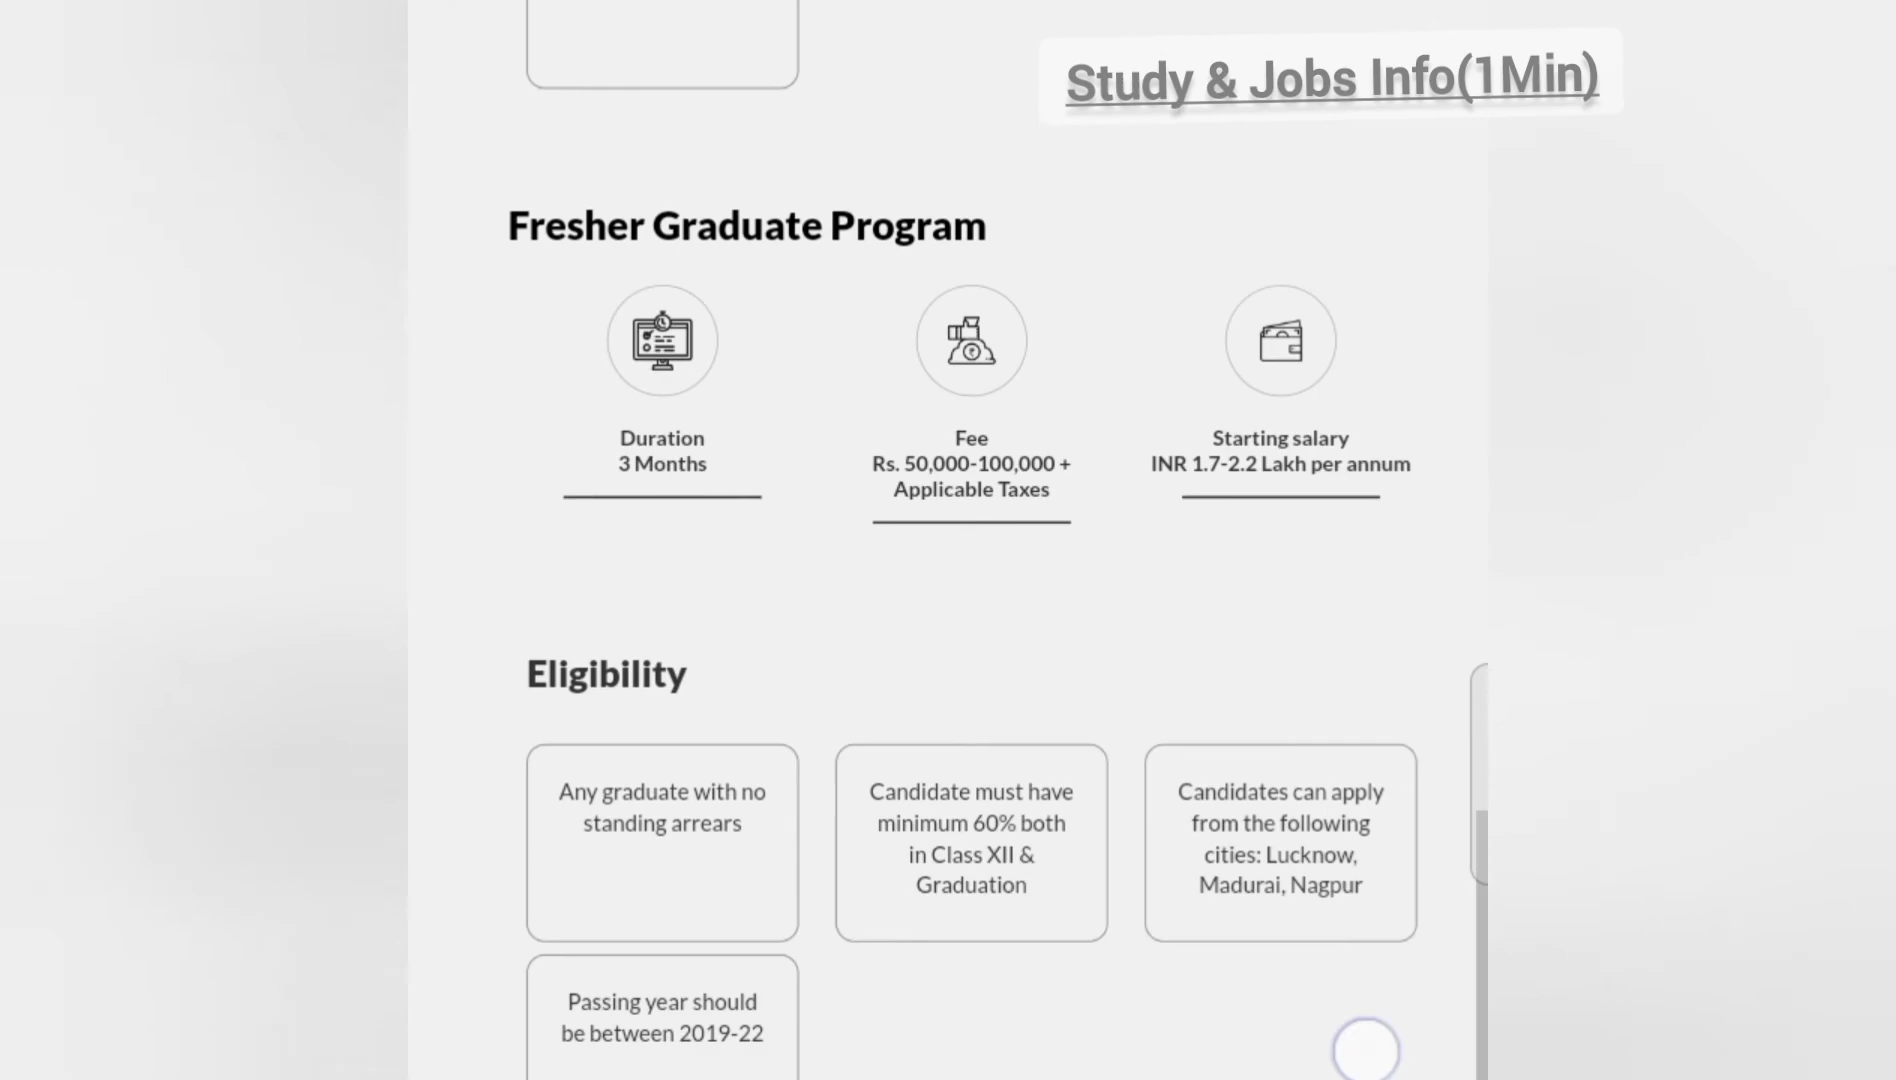 Study & Jobs Info(1Min)
Fresher Graduate Program
Duration
3 Months
Fee
Rs. 50,000-100,000 +
Applicable Taxes
Starting salary
INR 1.7-2.2 Lakh per annum
Eligibility
Any graduate with no
standing arrears
Candidate must have
minimum 60% both
in Class XII &
Graduation
Candidates can apply
from the following
cities: Lucknow,
Madurai, Nagpur
Passing year should
be between 2019-22